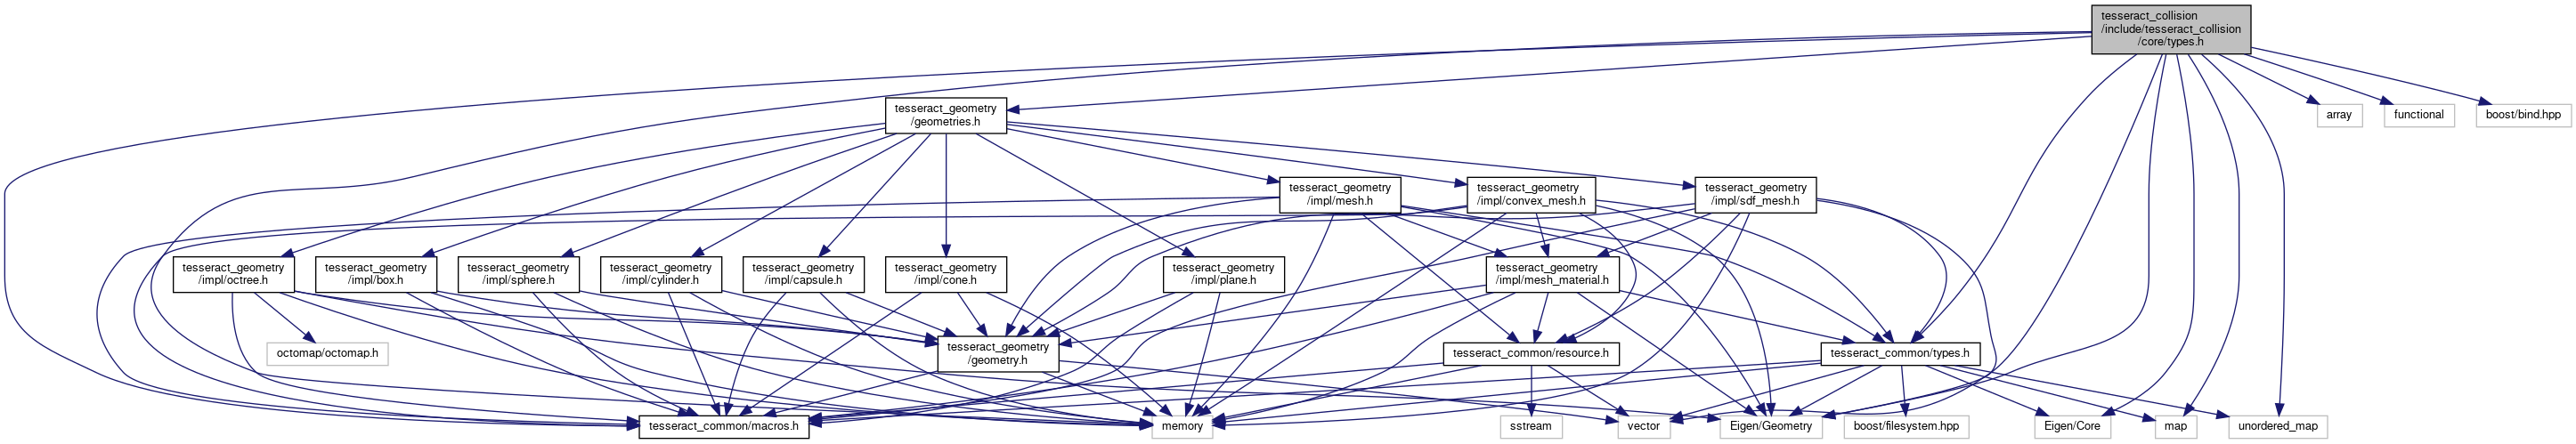 tesseract_collision
/include/tesseract_collision
/core/types.h
tesseract_geometry
/geometries.h
array
functional
boost/bind.hpp
tesseract_geometry
/impl/mesh.h
tesseract_geometry
/impl/convex_mesh.h
tesseract_geometry
/impl/sdf_mesh.h
tesseract_geometry
/impl/octree.h
tesseract_geometry
/impl/box.h
tesseract_geometry
/impl/sphere.h
tesseract_geometry
/impl/cylinder.h
tesseract_geometry
/impl/capsule.h
tesseract_geometry
/impl/cone.h
tesseract_geometry
/impl/plane.h
tesseract_geometry
/impl/mesh_material.h
octomap/octomap.h
tesseract_geometry
/geometry.h
tesseract_common/resource.h
tesseract_common/types.h
tesseract_common/macros.h
memory
sstream
vector
Eigen/Geometry
boost/filesystem.hpp
Eigen/Core
map
unordered_map